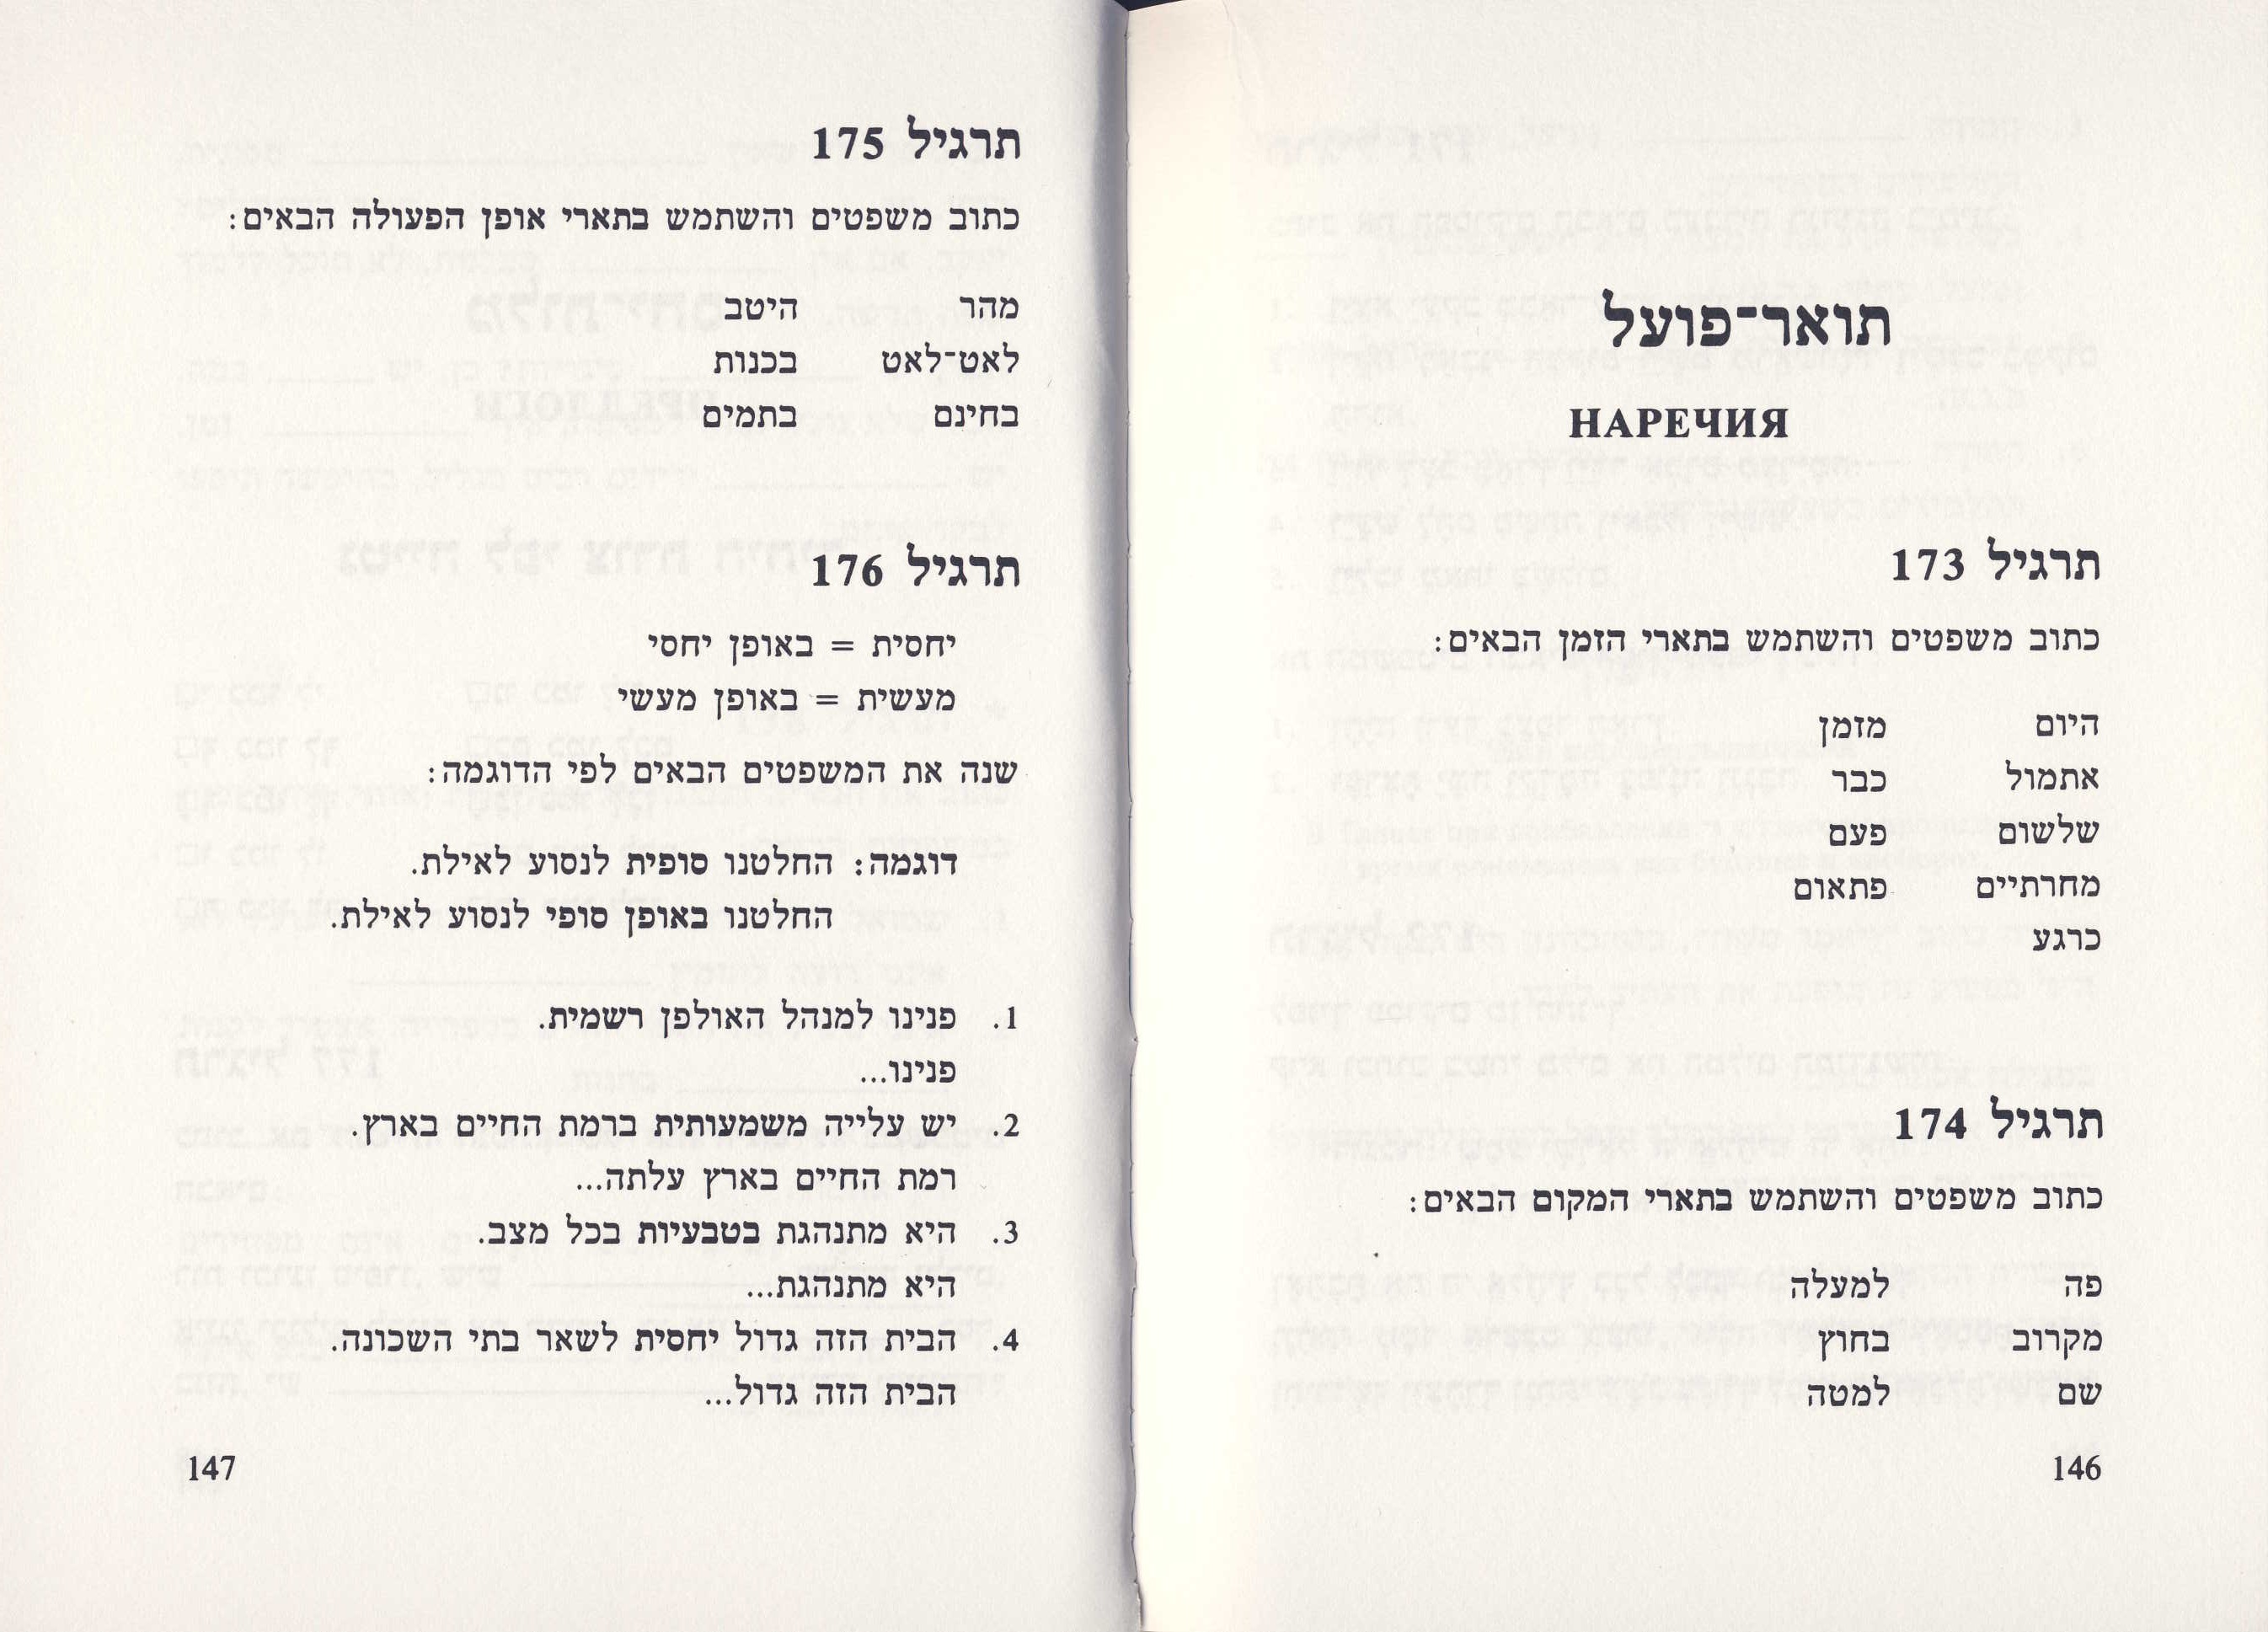 תואר־פועל
НАРЕЧИЯ
תרגיל 173
כתוב משפטים והשתמש בתארי הזמן הבאים:
היום מזמן
אתמול כבר
שלשום פעם
מחרתיים פתאום
כרגע
תרגיל 174
כתוב משפטים והשתמש בתארי המקום הבאים:
פה למעלה
מקרוב בחוץ
שם למטה
146
תרגיל 175
כתוב משפטים והשתמש בתארי אופן הפעולה הבאים:
מהר היטב
לאט־לאט בכנות
בחינם בתמים
תרגיל 176
יחסית = באופן יחסי
מעשית = באופן מעשי
שנה את המשפטים הבאים לפי הדוגמה:
דוגמה: החלטנו סופית לנסוע לאילת.
החלטנו באופן סופי לנסוע לאילת.
1. פנינו למנהל האולפן רשמית.
פנינו...
2. יש עלייה משמעותית ברמת החיים בארץ.
רמת החיים בארץ עלתה...
3. היא מתנהגת בטבעיות בכל מצב.
היא מתנהגת...
4. הבית הזה גדול יחסית לשאר בתי השכונה.
הבית הזה גדול...
147